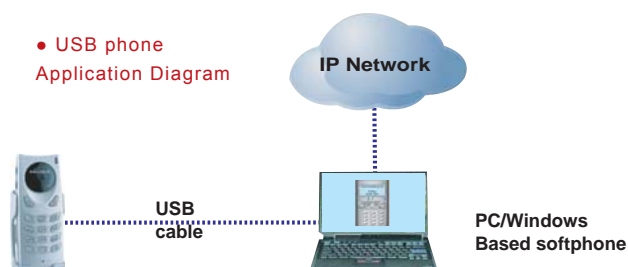 ● USB phone
Application Diagram
IP Network
USB
cable
PC/Windows
Based softphone